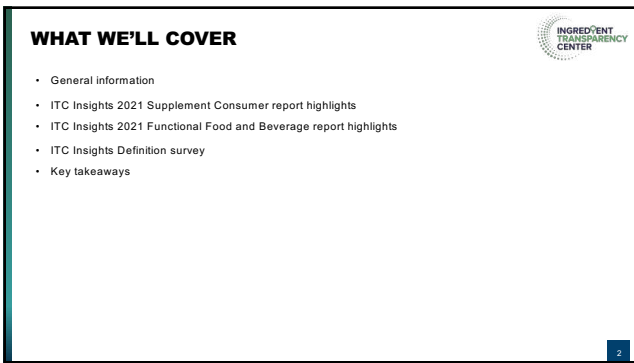 WHAT WE’LL COVER
INGREDIENT
TRANSPARENCY
CENTER
• General information
• ITC Insights 2021 Supplement Consumer report highlights
• ITC Insights 2021 Functional Food and Beverage report highlights
• ITC Insights Definition survey
• Key takeaways
2